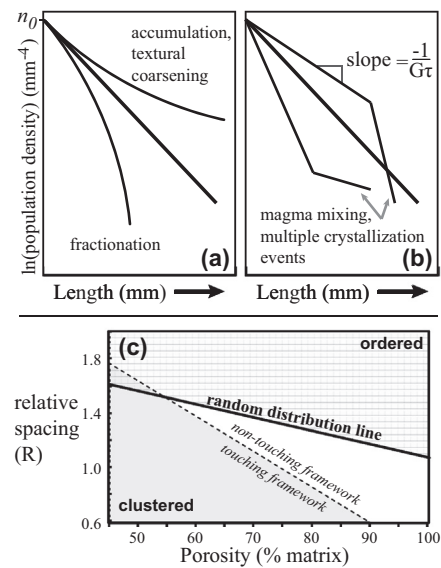 n0
ln(population density) (mm-4)
accumulation,
textural
coarsening
fractionation
(a)
Length (mm)
slope = -1
Gτ
magma mixing,
multiple crystallization
events
(b)
Length (mm)
(c)
ordered
relative
spacing
(R)
1.8
1.4
1.0
0.6
random distribution line
non-touching framework
touching framework
clustered
50 60 70 80 90 100
Porosity (% matrix)